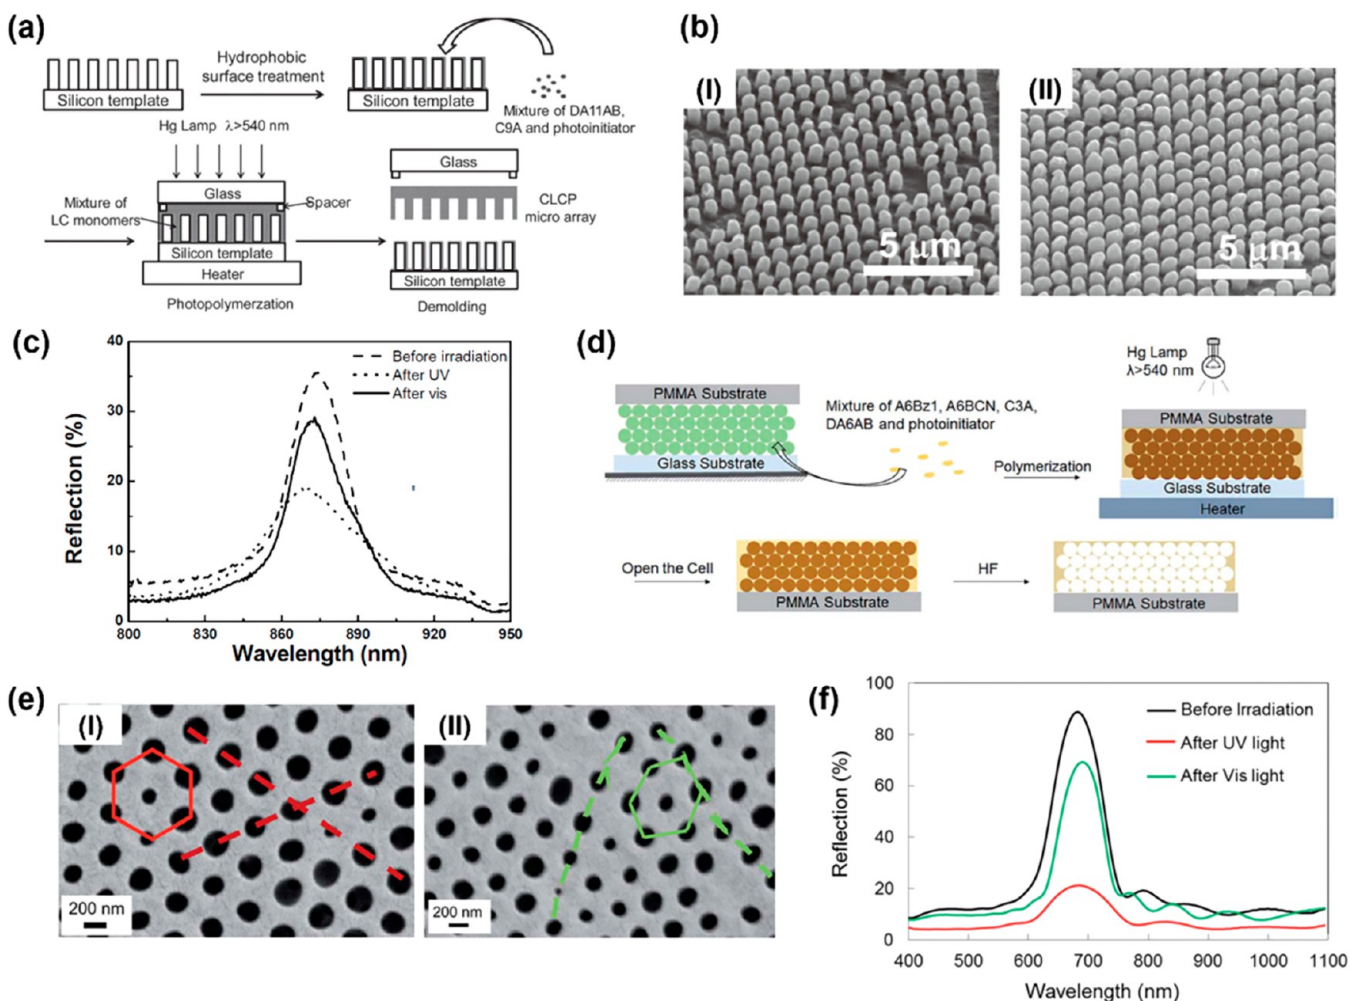 (a)
Hydrophobic
surface treatment
Silicon template
Silicon template
Mixture of DA11AB,
C9A and photoinitiator
Hg Lamp λ>540 nm
Glass
Mixture of
LC monomers
Spacer
Silicon template
Heater
Photopolymerzation
Glass
CLCP
micro array
Silicon template
Demolding
(b)
(I)
5 μm
(II)
5 μm
(c)
40
30
20
10
0
Reflection (%)
Before irradiation
After UV
After vis
800 830 860 890 920 950
Wavelength (nm)
(d)
PMMA Substrate
Glass Substrate
Mixture of A6Bz1, A6BCN, C3A,
DA6AB and photoinitiator
Polymerization
Hg Lamp
λ>540 nm
PMMA Substrate
Glass Substrate
Heater
Open the Cell
PMMA Substrate
HF
PMMA Substrate
(e)
(I)
200 nm
(II)
200 nm
(f)
100
80
60
40
20
0
Reflection (%)
Before Irradiation
After UV light
After Vis light
400 500 600 700 800 900 1000 1100
Wavelength (nm)